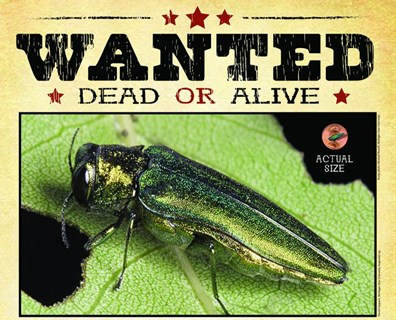 WANTED
DEAD OR ALIVE
ACTUAL
SIZE